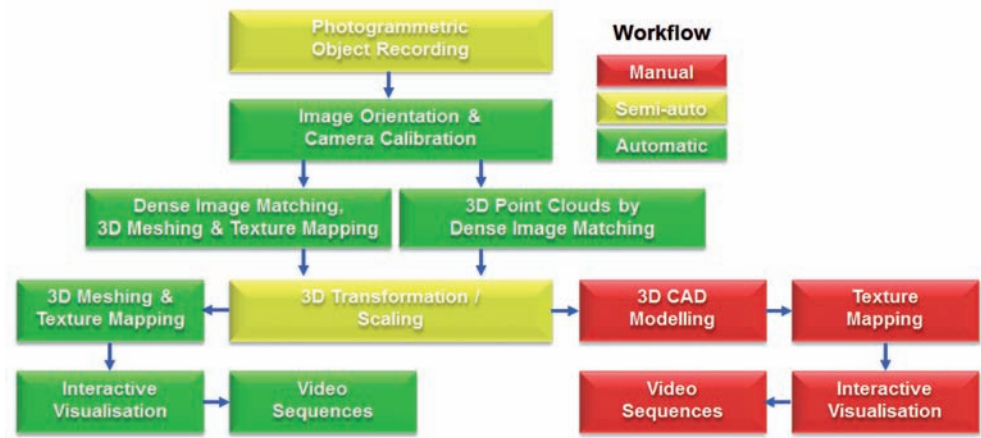 Photogrammetric
Object Recording
Workflow
Manual
Semi-auto
Automatic
Image Orientation &
Camera Calibration
Dense Image Matching,
3D Meshing & Texture Mapping
3D Point Clouds by
Dense Image Matching
3D Meshing &
Texture Mapping
3D Transformation /
Scaling
3D CAD
Modelling
Texture
Mapping
Interactive
Visualisation
Video
Sequences
Video
Sequences
Interactive
Visualisation